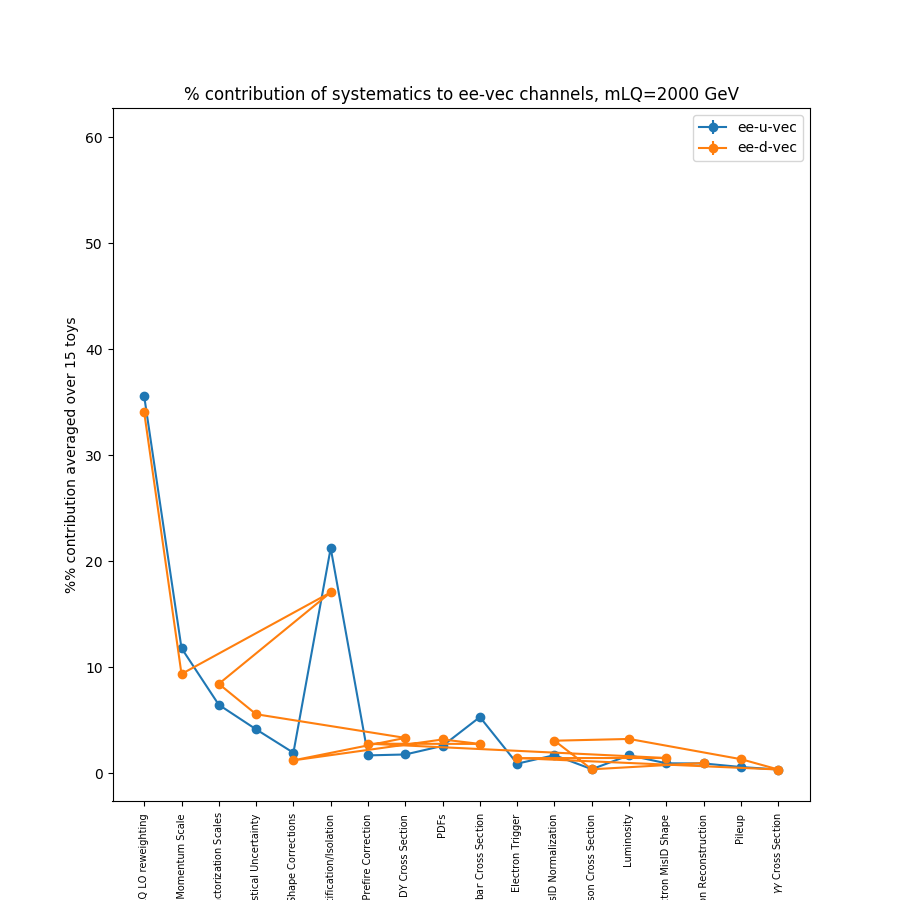 % contribution of systematics to ee-vec channels, mLQ=2000 GeV
ee-u-vec
ee-d-vec
%% contribution averaged over 15 toys
60
50
40
30
20
10
0
Q LO reweighting
Momentum Scale
ctorization Scales
stical Uncertainty
Shape Corrections
ification/Isolation
Prefire Correction
DY Cross Section
PDFs
bar Cross Section
Electron Trigger
sID Normalization
son Cross Section
Luminosity
tron MisID Shape
on Reconstruction
Pileup
γγ Cross Section